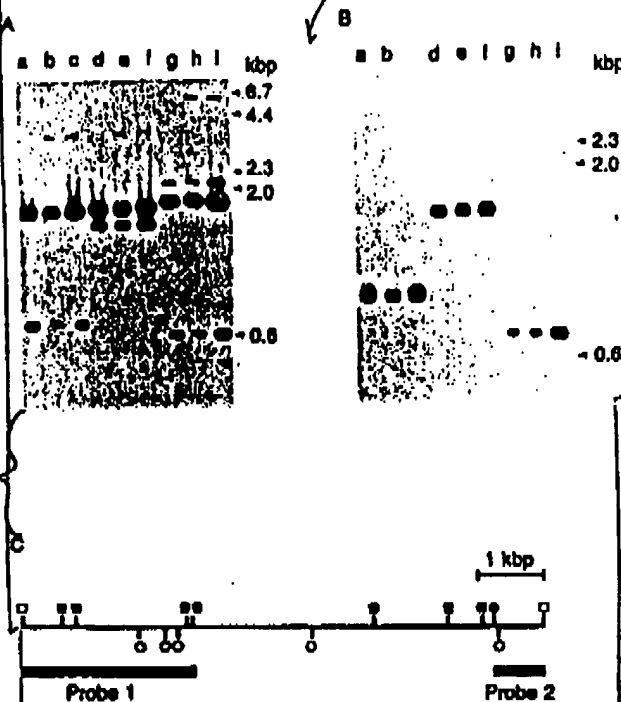 A
a b c d e f g h i kbp
6.7
4.4
2.3
2.0
0.6
B
a b d e f g h i kbp
2.3
2.0
0.6
C
1 kbp
Probe 1
Probe 2